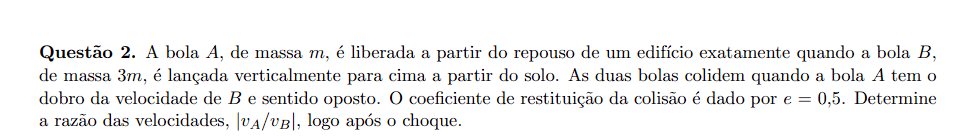 Questão 2. A bola A, de massa m, é liberada a partir do repouso de um edifício exatamente quando a bola B,
de massa 3m, é lançada verticalmente para cima a partir do solo. As duas bolas colidem quando a bola A tem o
dobro da velocidade de B e sentido oposto. O coeficiente de restituição da colisão é dado por e = 0,5. Determine
a razão das velocidades, |v_A/v_B|, logo após o choque.